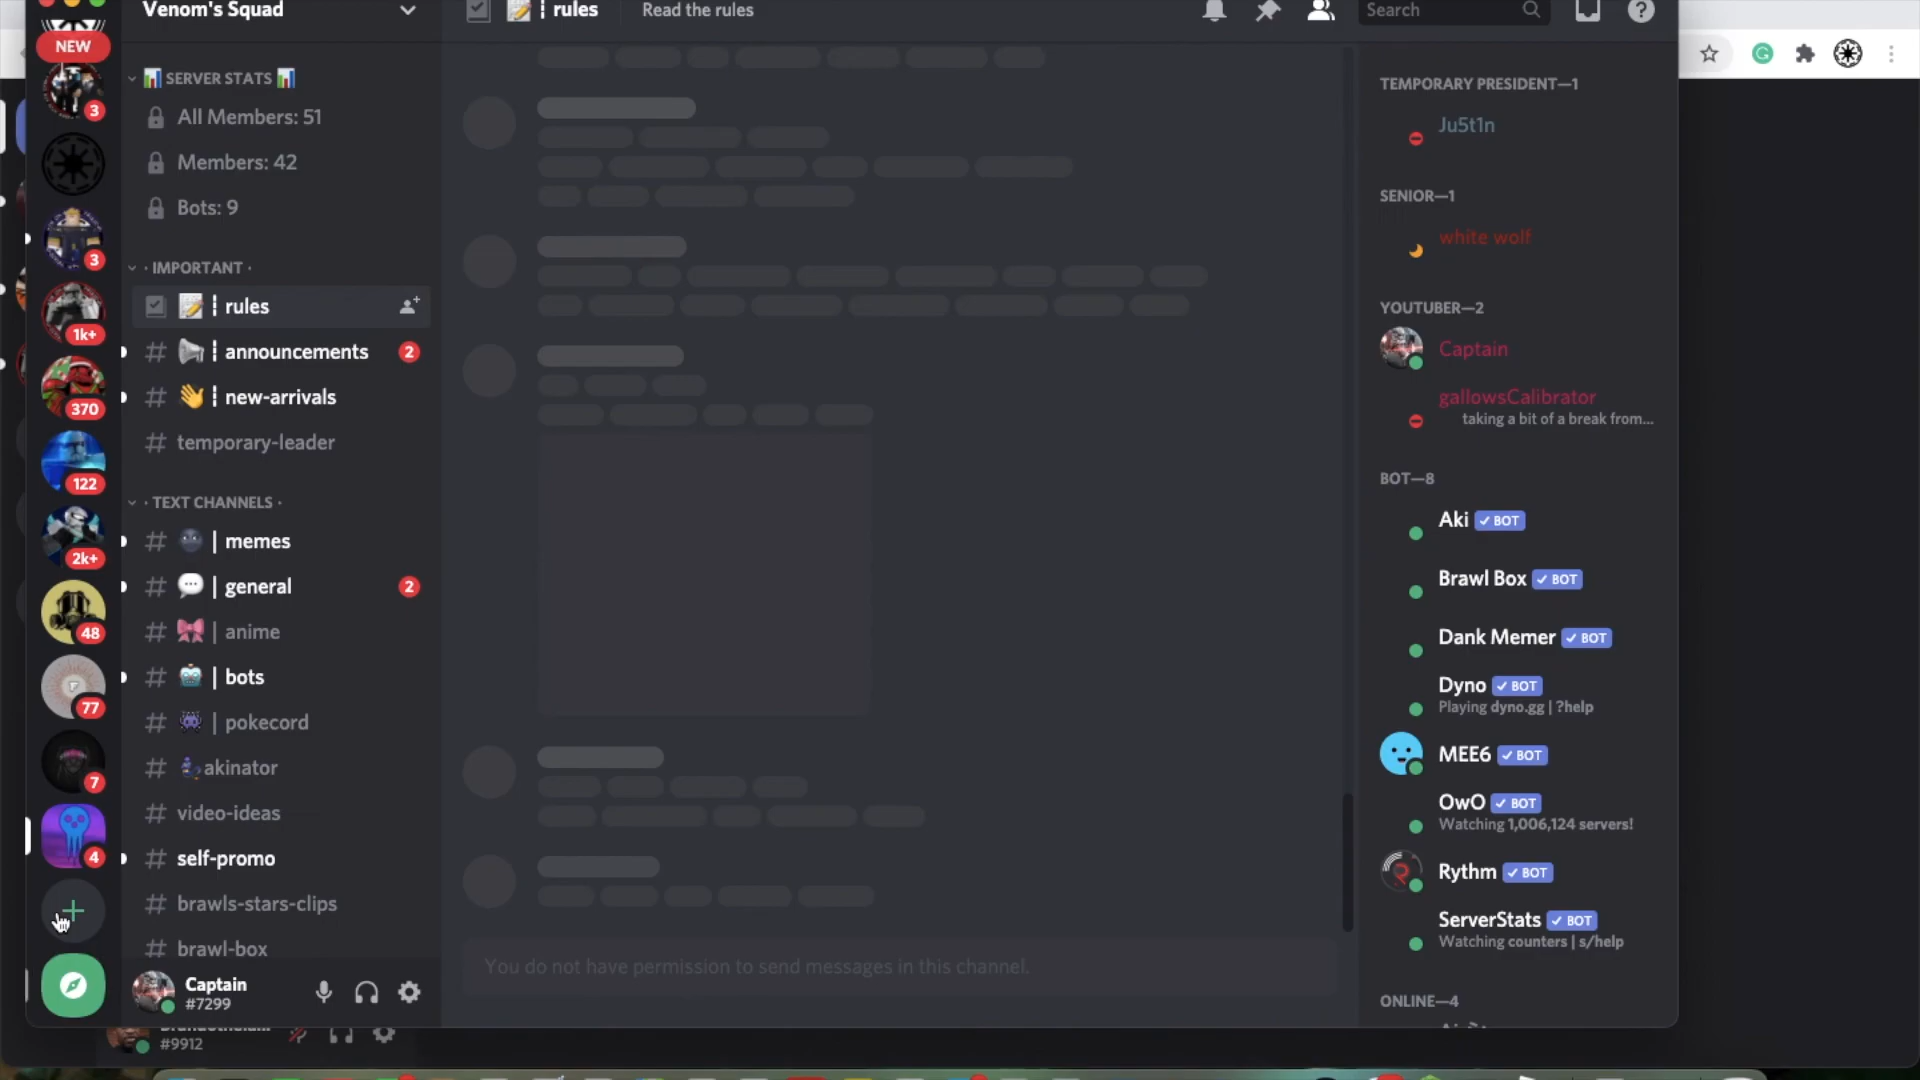 Venom's Squad
rules
Read the rules
Search
NEW
3
3
1k+
370
122
2k+
48
77
7
4
SERVER STATS
All Members: 51
Members: 42
Bots: 9
· IMPORTANT ·
rules
announcements 2
new-arrivals
temporary-leader
· TEXT CHANNELS ·
| memes
| general 2
| anime
| bots
| pokecord
akinator
video-ideas
self-promo
brawls-stars-clips
brawl-box
Captain
#7299
#9912
You do not have permission to send messages in this channel.
TEMPORARY PRESIDENT—1
Ju5t1n
SENIOR—1
white wolf
YOUTUBER—2
Captain
gallowsCalibrator
taking a bit of a break from...
BOT—8
Aki ✓ BOT
Brawl Box ✓ BOT
Dank Memer ✓ BOT
Dyno ✓ BOT
Playing dyno.gg | ?help
MEE6 ✓ BOT
OwO ✓ BOT
Watching 1,006,124 servers!
Rythm ✓ BOT
ServerStats ✓ BOT
Watching counters | s/help
ONLINE—4